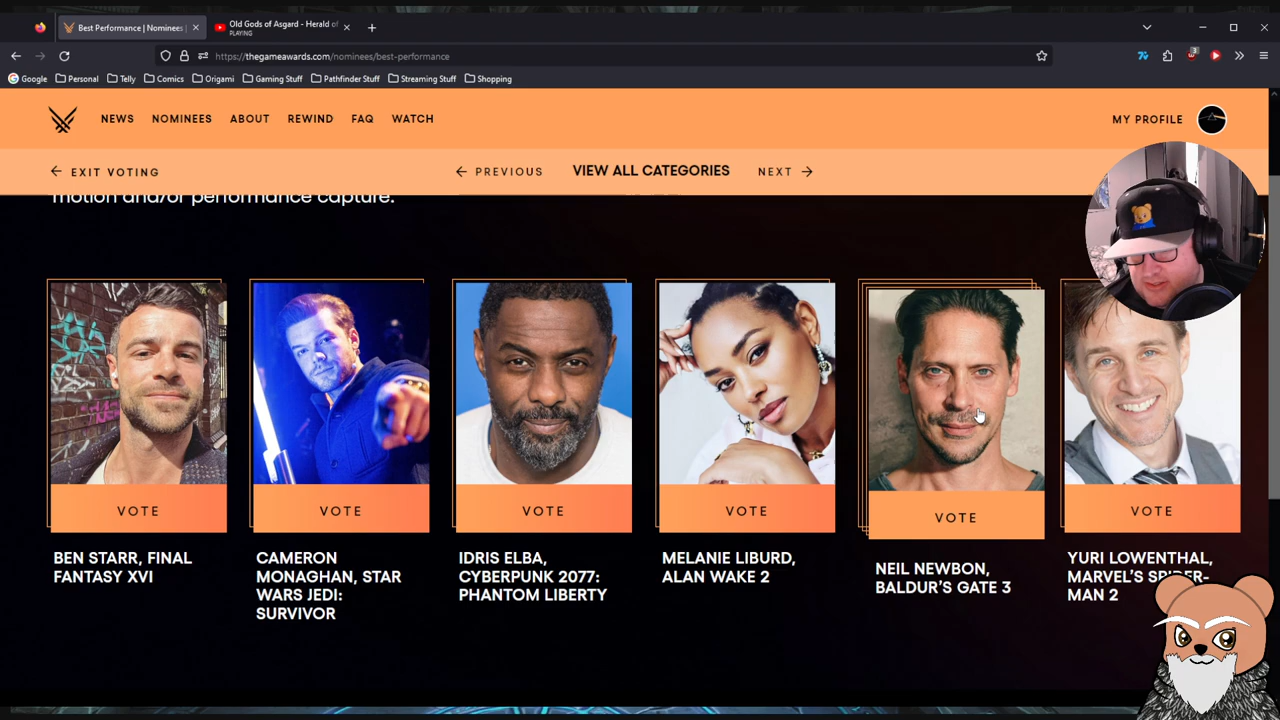 Best Performance | Nominees |
Old Gods of Asgard - Herald of
PLAYING
https://thegameawards.com/nominees/best-performance
3
Google Personal Telly Comics Origami Gaming Stuff Pathfinder Stuff Streaming Stuff Shopping
NEWS NOMINEES ABOUT REWIND FAQ WATCH MY PROFILE
EXIT VOTING PREVIOUS VIEW ALL CATEGORIES NEXT
motion and/or performance capture.
VOTE
VOTE
VOTE
VOTE
VOTE
VOTE
BEN STARR, FINAL
FANTASY XVI
CAMERON
MONAGHAN, STAR
WARS JEDI:
SURVIVOR
IDRIS ELBA,
CYBERPUNK 2077:
PHANTOM LIBERTY
MELANIE LIBURD,
ALAN WAKE 2
NEIL NEWBON,
BALDUR'S GATE 3
YURI LOWENTHAL,
MARVEL'S SPIDER-
MAN 2